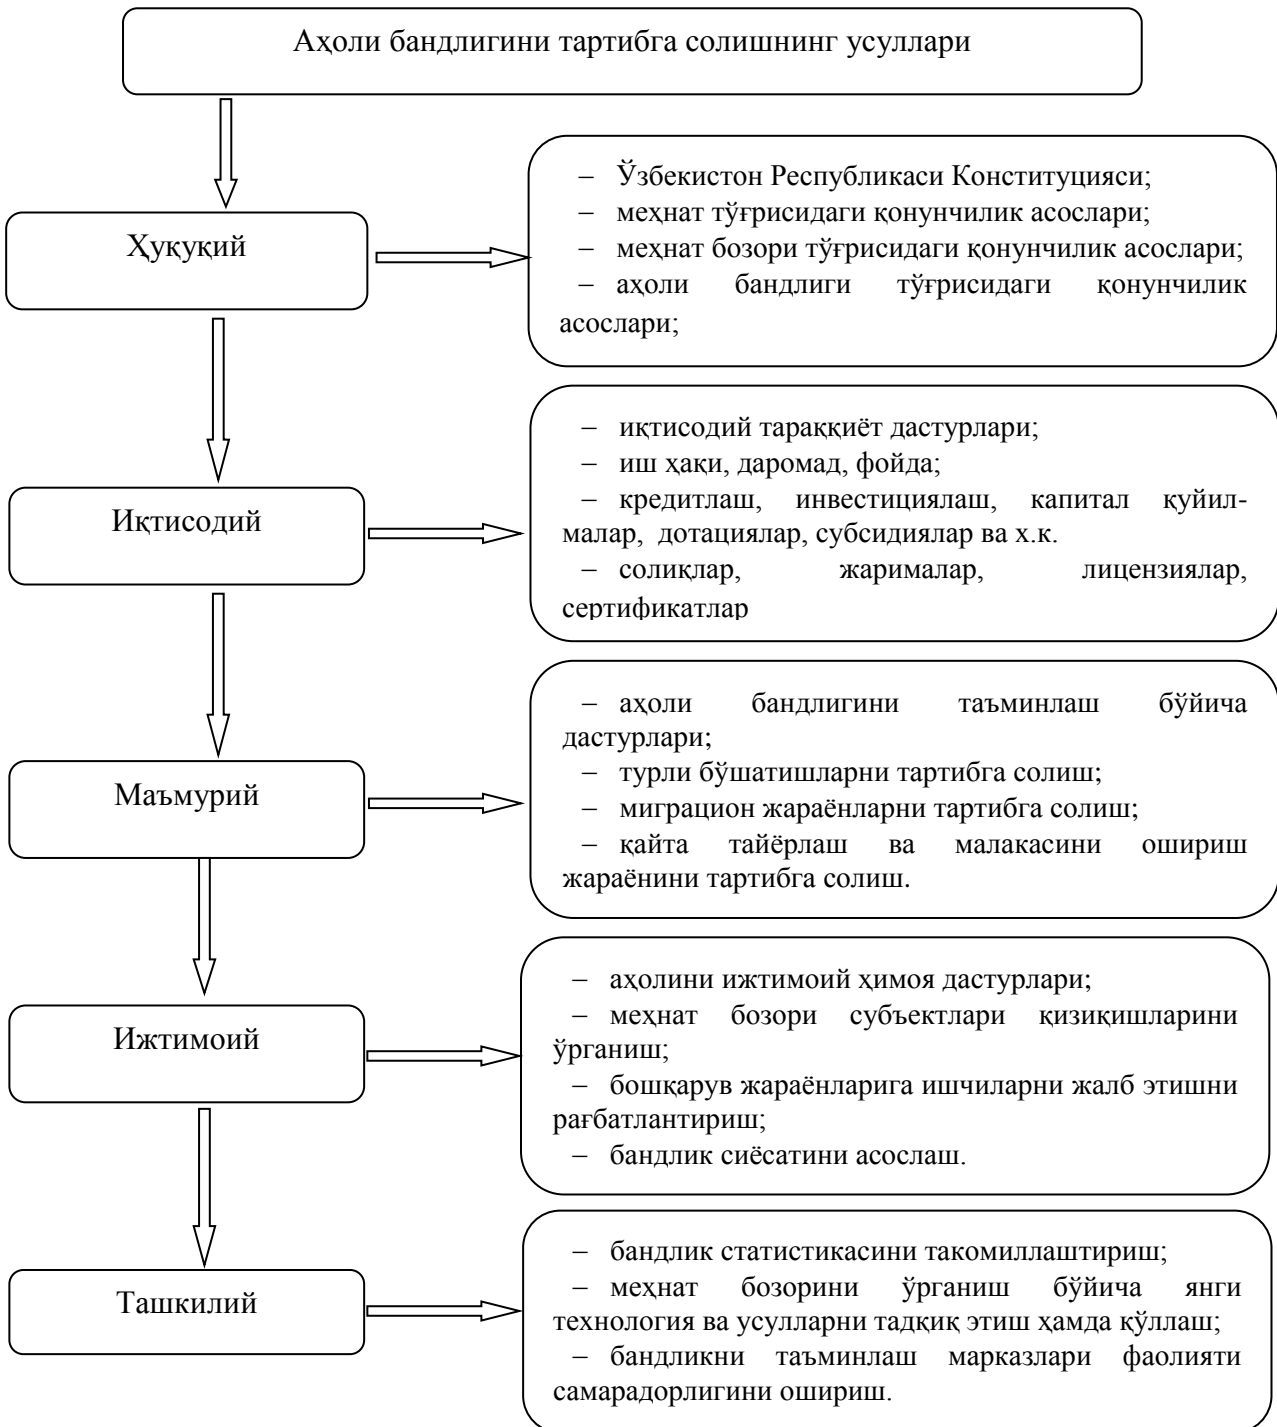 Аҳоли бандлигини тартибга солишнинг усуллари
Ҳуқуқий
– Ўзбекистон Республикаси Конституцияси;
– меҳнат тўғрисидаги қонунчилик асослари;
– меҳнат бозори тўғрисидаги қонунчилик асослари;
– аҳоли бандлиги тўғрисидаги қонунчилик
асослари;
Иқтисодий
– иқтисодий тараққиёт дастурлари;
– иш ҳақи, даромад, фойда;
– кредитлаш, инвестициялаш, капитал қуйил-
малар, дотациялар, субсидиялар ва х.к.
– солиқлар, жарималар, лицензиялар,
сертификатлар
Маъмурий
– аҳоли бандлигини таъминлаш бўйича
дастурлари;
– турли бўшатишларни тартибга солиш;
– миграцион жараёнларни тартибга солиш;
– қайта тайёрлаш ва малакасини ошириш
жараёнини тартибга солиш.
Ижтимоий
– аҳолини ижтимоий ҳимоя дастурлари;
– меҳнат бозори субъектлари қизиқишларини
ўрганиш;
– бошқарув жараёнларига ишчиларни жалб этишни
рағбатлантириш;
– бандлик сиёсатини асослаш.
Ташкилий
– бандлик статистикасини такомиллаштириш;
– меҳнат бозорини ўрганиш бўйича янги
технология ва усулларни тадқиқ этиш ҳамда қўллаш;
– бандликни таъминлаш марказлари фаолияти
самарадорлигини ошириш.